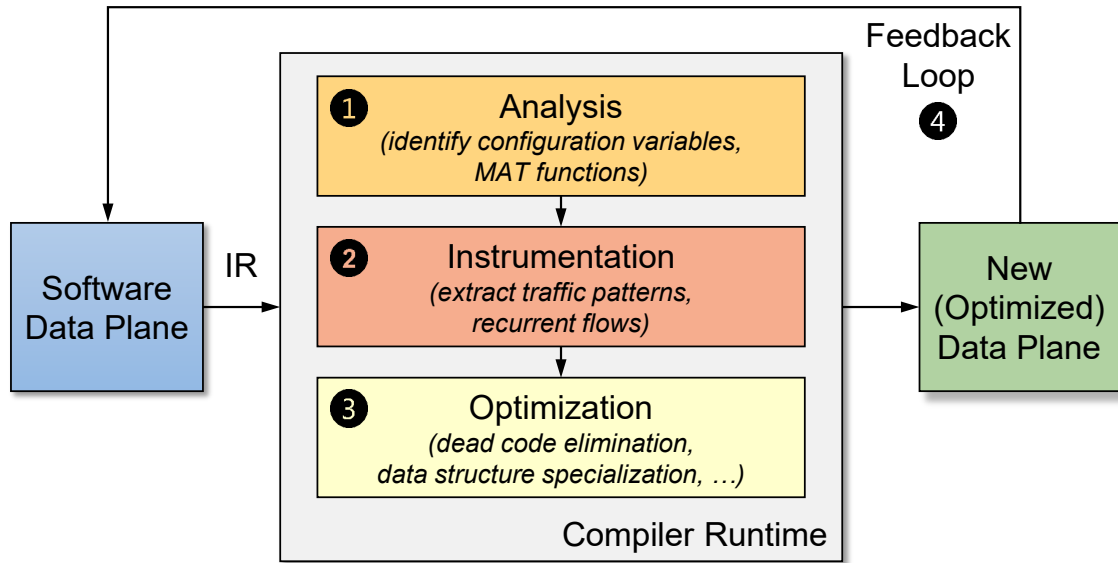 Feedback
Loop
4
1
Analysis
(identify configuration variables,
MAT functions)
Software
Data Plane
IR
2
Instrumentation
(extract traffic patterns,
recurrent flows)
New
(Optimized)
Data Plane
3
Optimization
(dead code elimination,
data structure specialization, …)
Compiler Runtime